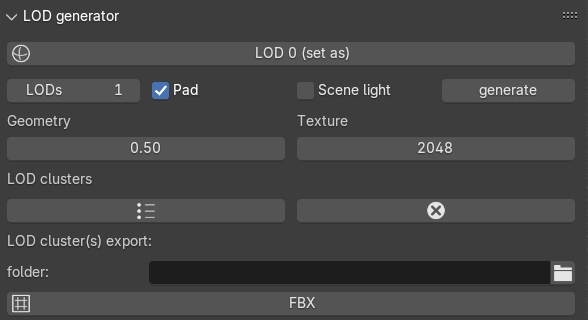 LOD generator
LOD 0 (set as)
LODs 1 Pad Scene light generate
Geometry Texture
0.50 2048
LOD clusters
LOD cluster(s) export:
folder:
FBX